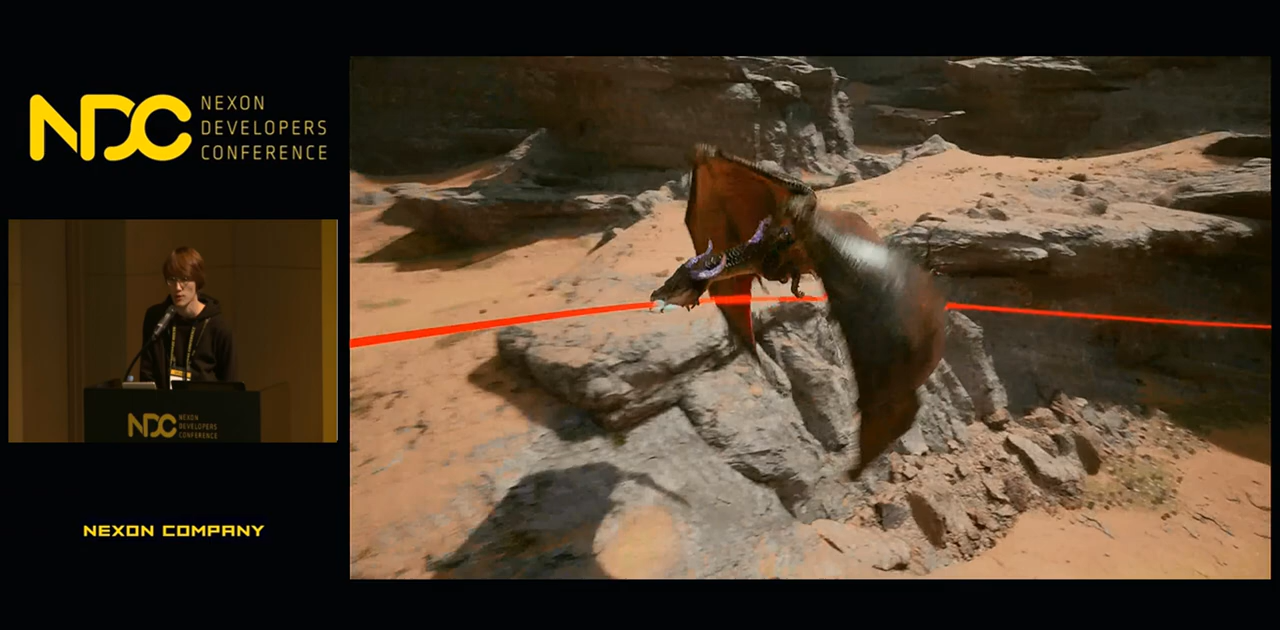 NDC
NEXON
DEVELOPERS
CONFERENCE
NDC
NEXON
DEVELOPERS
CONFERENCE
NEXON COMPANY